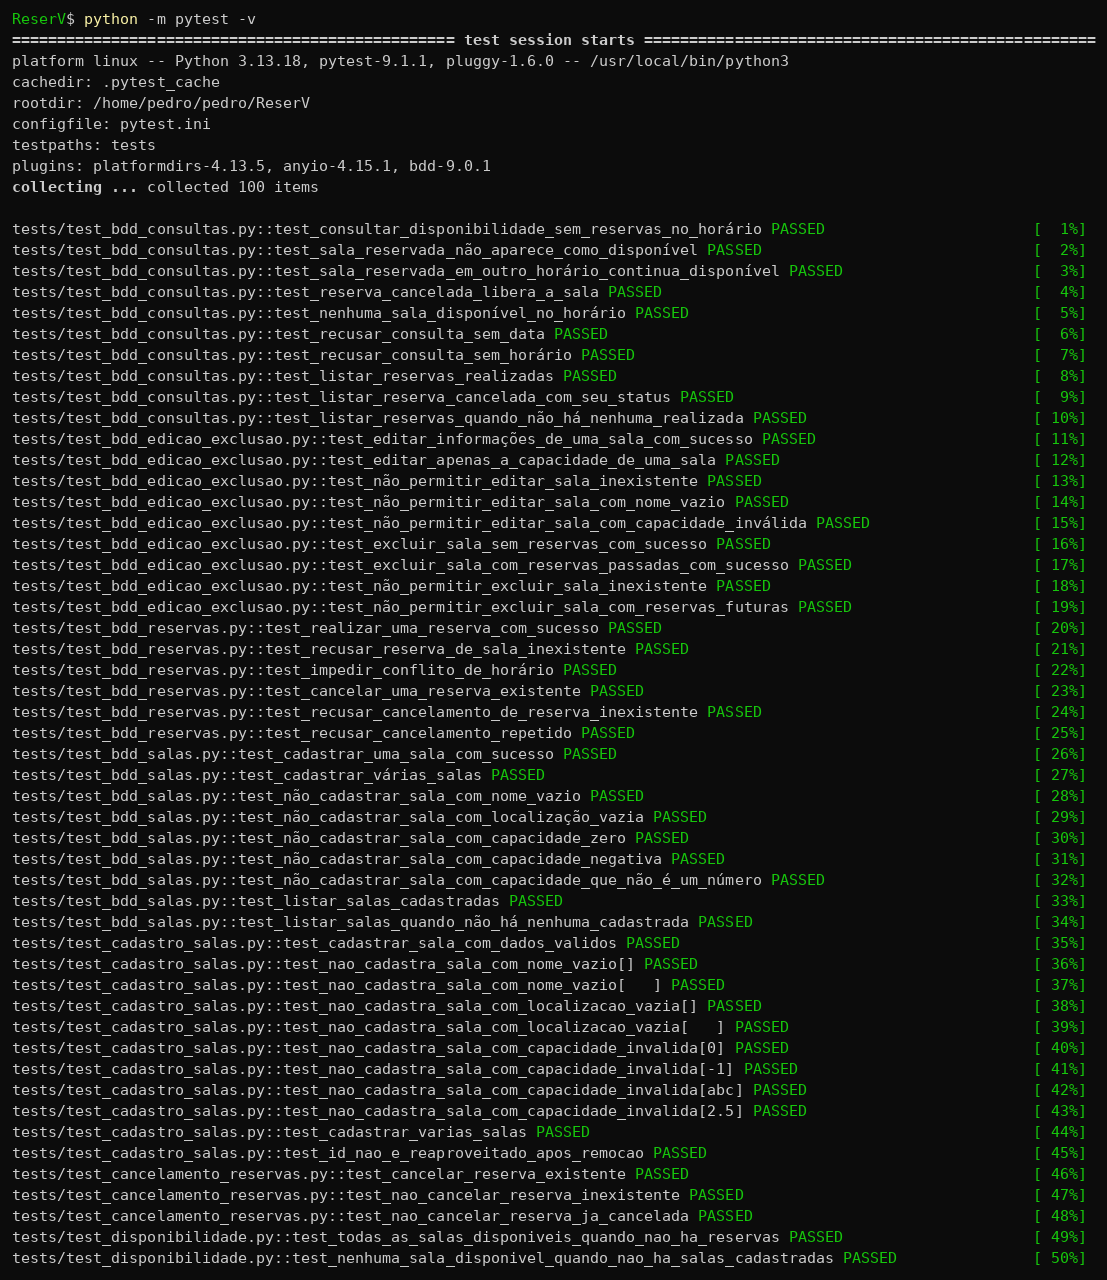 ReserV$ python -m pytest -v
================================================= test session starts ==================================================
platform linux -- Python 3.13.18, pytest-9.1.1, pluggy-1.6.0 -- /usr/local/bin/python3
cachedir: .pytest_cache
rootdir: /home/pedro/pedro/ReserV
configfile: pytest.ini
testpaths: tests
plugins: platformdirs-4.13.5, anyio-4.15.1, bdd-9.0.1
collecting ... collected 100 items

tests/test_bdd_consultas.py::test_consultar_disponibilidade_sem_reservas_no_horário PASSED [  1%]
tests/test_bdd_consultas.py::test_sala_reservada_não_aparece_como_disponível PASSED [  2%]
tests/test_bdd_consultas.py::test_sala_reservada_em_outro_horário_continua_disponível PASSED [  3%]
tests/test_bdd_consultas.py::test_reserva_cancelada_libera_a_sala PASSED [  4%]
tests/test_bdd_consultas.py::test_nenhuma_sala_disponível_no_horário PASSED [  5%]
tests/test_bdd_consultas.py::test_recusar_consulta_sem_data PASSED [  6%]
tests/test_bdd_consultas.py::test_recusar_consulta_sem_horário PASSED [  7%]
tests/test_bdd_consultas.py::test_listar_reservas_realizadas PASSED [  8%]
tests/test_bdd_consultas.py::test_listar_reserva_cancelada_com_seu_status PASSED [  9%]
tests/test_bdd_consultas.py::test_listar_reservas_quando_não_há_nenhuma_realizada PASSED [ 10%]
tests/test_bdd_edicao_exclusao.py::test_editar_informações_de_uma_sala_com_sucesso PASSED [ 11%]
tests/test_bdd_edicao_exclusao.py::test_editar_apenas_a_capacidade_de_uma_sala PASSED [ 12%]
tests/test_bdd_edicao_exclusao.py::test_não_permitir_editar_sala_inexistente PASSED [ 13%]
tests/test_bdd_edicao_exclusao.py::test_não_permitir_editar_sala_com_nome_vazio PASSED [ 14%]
tests/test_bdd_edicao_exclusao.py::test_não_permitir_editar_sala_com_capacidade_inválida PASSED [ 15%]
tests/test_bdd_edicao_exclusao.py::test_excluir_sala_sem_reservas_com_sucesso PASSED [ 16%]
tests/test_bdd_edicao_exclusao.py::test_excluir_sala_com_reservas_passadas_com_sucesso PASSED [ 17%]
tests/test_bdd_edicao_exclusao.py::test_não_permitir_excluir_sala_inexistente PASSED [ 18%]
tests/test_bdd_edicao_exclusao.py::test_não_permitir_excluir_sala_com_reservas_futuras PASSED [ 19%]
tests/test_bdd_reservas.py::test_realizar_uma_reserva_com_sucesso PASSED [ 20%]
tests/test_bdd_reservas.py::test_recusar_reserva_de_sala_inexistente PASSED [ 21%]
tests/test_bdd_reservas.py::test_impedir_conflito_de_horário PASSED [ 22%]
tests/test_bdd_reservas.py::test_cancelar_uma_reserva_existente PASSED [ 23%]
tests/test_bdd_reservas.py::test_recusar_cancelamento_de_reserva_inexistente PASSED [ 24%]
tests/test_bdd_reservas.py::test_recusar_cancelamento_repetido PASSED [ 25%]
tests/test_bdd_salas.py::test_cadastrar_uma_sala_com_sucesso PASSED [ 26%]
tests/test_bdd_salas.py::test_cadastrar_várias_salas PASSED [ 27%]
tests/test_bdd_salas.py::test_não_cadastrar_sala_com_nome_vazio PASSED [ 28%]
tests/test_bdd_salas.py::test_não_cadastrar_sala_com_localização_vazia PASSED [ 29%]
tests/test_bdd_salas.py::test_não_cadastrar_sala_com_capacidade_zero PASSED [ 30%]
tests/test_bdd_salas.py::test_não_cadastrar_sala_com_capacidade_negativa PASSED [ 31%]
tests/test_bdd_salas.py::test_não_cadastrar_sala_com_capacidade_que_não_é_um_número PASSED [ 32%]
tests/test_bdd_salas.py::test_listar_salas_cadastradas PASSED [ 33%]
tests/test_bdd_salas.py::test_listar_salas_quando_não_há_nenhuma_cadastrada PASSED [ 34%]
tests/test_cadastro_salas.py::test_cadastrar_sala_com_dados_validos PASSED [ 35%]
tests/test_cadastro_salas.py::test_nao_cadastra_sala_com_nome_vazio[] PASSED [ 36%]
tests/test_cadastro_salas.py::test_nao_cadastra_sala_com_nome_vazio[   ] PASSED [ 37%]
tests/test_cadastro_salas.py::test_nao_cadastra_sala_com_localizacao_vazia[] PASSED [ 38%]
tests/test_cadastro_salas.py::test_nao_cadastra_sala_com_localizacao_vazia[   ] PASSED [ 39%]
tests/test_cadastro_salas.py::test_nao_cadastra_sala_com_capacidade_invalida[0] PASSED [ 40%]
tests/test_cadastro_salas.py::test_nao_cadastra_sala_com_capacidade_invalida[-1] PASSED [ 41%]
tests/test_cadastro_salas.py::test_nao_cadastra_sala_com_capacidade_invalida[abc] PASSED [ 42%]
tests/test_cadastro_salas.py::test_nao_cadastra_sala_com_capacidade_invalida[2.5] PASSED [ 43%]
tests/test_cadastro_salas.py::test_cadastrar_varias_salas PASSED [ 44%]
tests/test_cadastro_salas.py::test_id_nao_e_reaproveitado_apos_remocao PASSED [ 45%]
tests/test_cancelamento_reservas.py::test_cancelar_reserva_existente PASSED [ 46%]
tests/test_cancelamento_reservas.py::test_nao_cancelar_reserva_inexistente PASSED [ 47%]
tests/test_cancelamento_reservas.py::test_nao_cancelar_reserva_ja_cancelada PASSED [ 48%]
tests/test_disponibilidade.py::test_todas_as_salas_disponiveis_quando_nao_ha_reservas PASSED [ 49%]
tests/test_disponibilidade.py::test_nenhuma_sala_disponivel_quando_nao_ha_salas_cadastradas PASSED [ 50%]